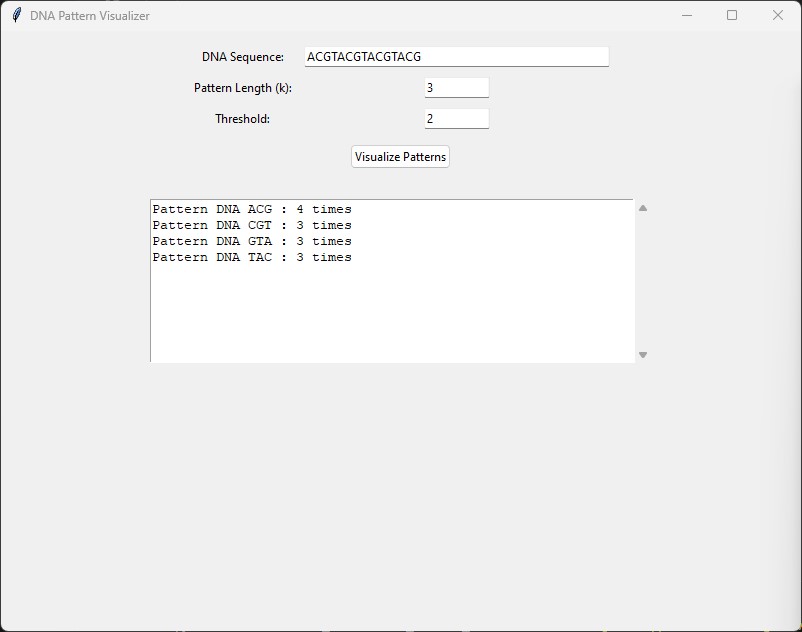 DNA Pattern Visualizer
DNA Sequence: ACGTACGTACGTACG
Pattern Length (k): 3
Threshold: 2
Visualize Patterns
Pattern DNA ACG : 4 times
Pattern DNA CGT : 3 times
Pattern DNA GTA : 3 times
Pattern DNA TAC : 3 times